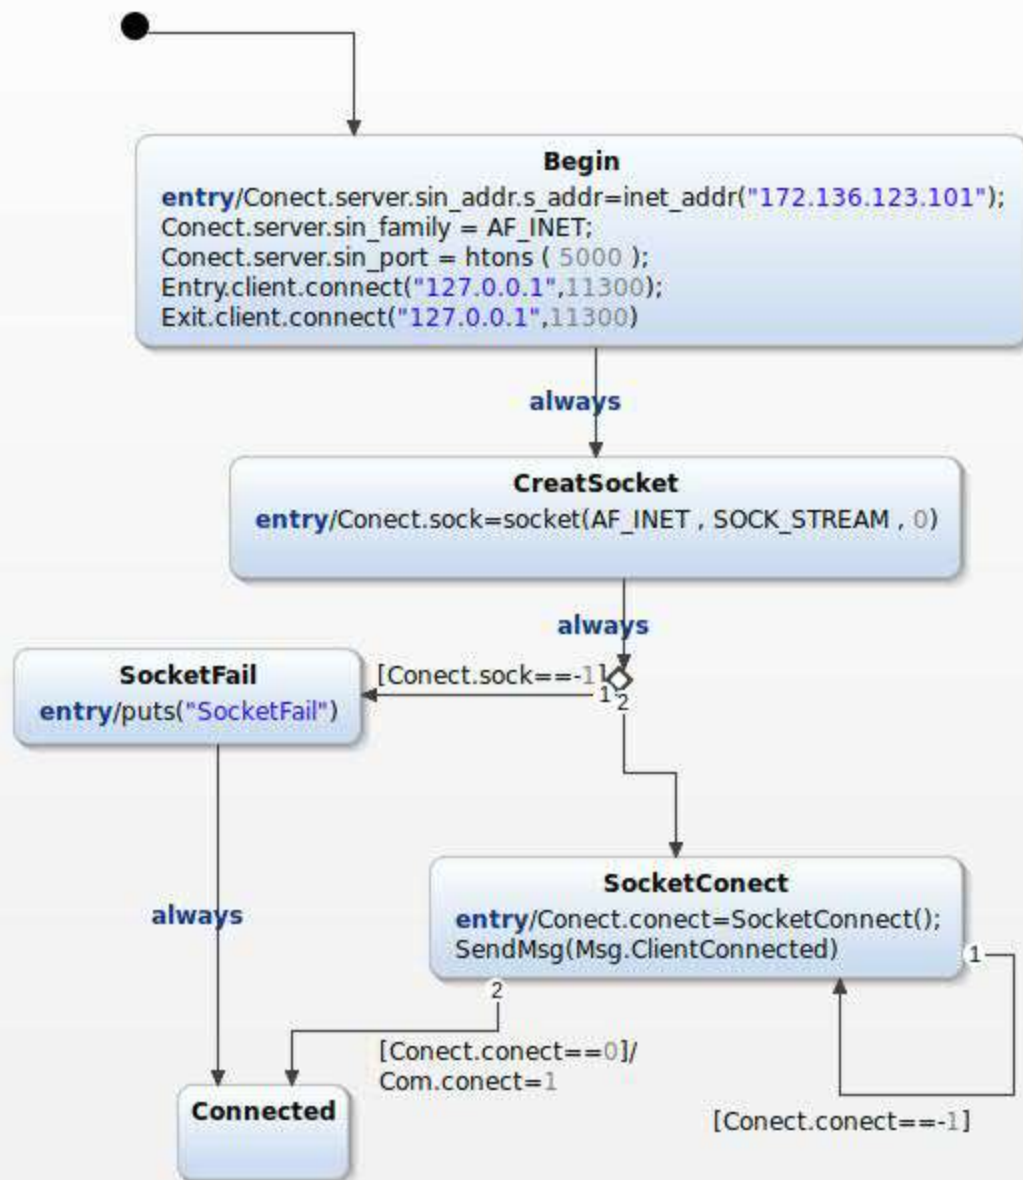 Begin
entry/Conect.server.sin_addr.s_addr=inet_addr("172.136.123.101");
Conect.server.sin_family = AF_INET;
Conect.server.sin_port = htons ( 5000 );
Entry.client.connect("127.0.0.1",11300);
Exit.client.connect("127.0.0.1",11300)
always
CreatSocket
entry/Conect.sock=socket(AF_INET , SOCK_STREAM , 0)
always
[Conect.sock==-1]
1
2
SocketFail
entry/puts("SocketFail")
always
SocketConect
entry/Conect.conect=SocketConnect();
SendMsg(Msg.ClientConnected)
1
2
[Conect.conect==0]/
Com.conect=1
[Conect.conect==-1]
Connected